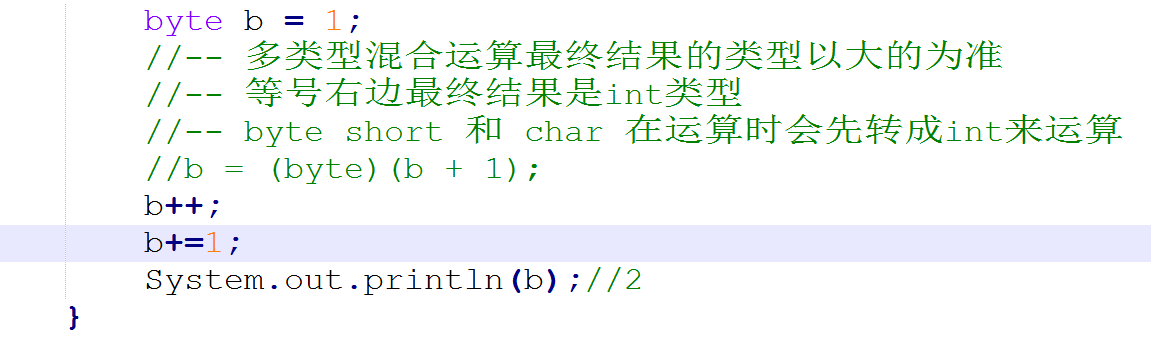 byte b = 1;
//-- 多类型混合运算最终结果的类型以大的为准
//-- 等号右边最终结果是int类型
//-- byte short 和 char 在运算时会先转成int来运算
//b = (byte)(b + 1);
b++;
b+=1;
System.out.println(b);//2
}